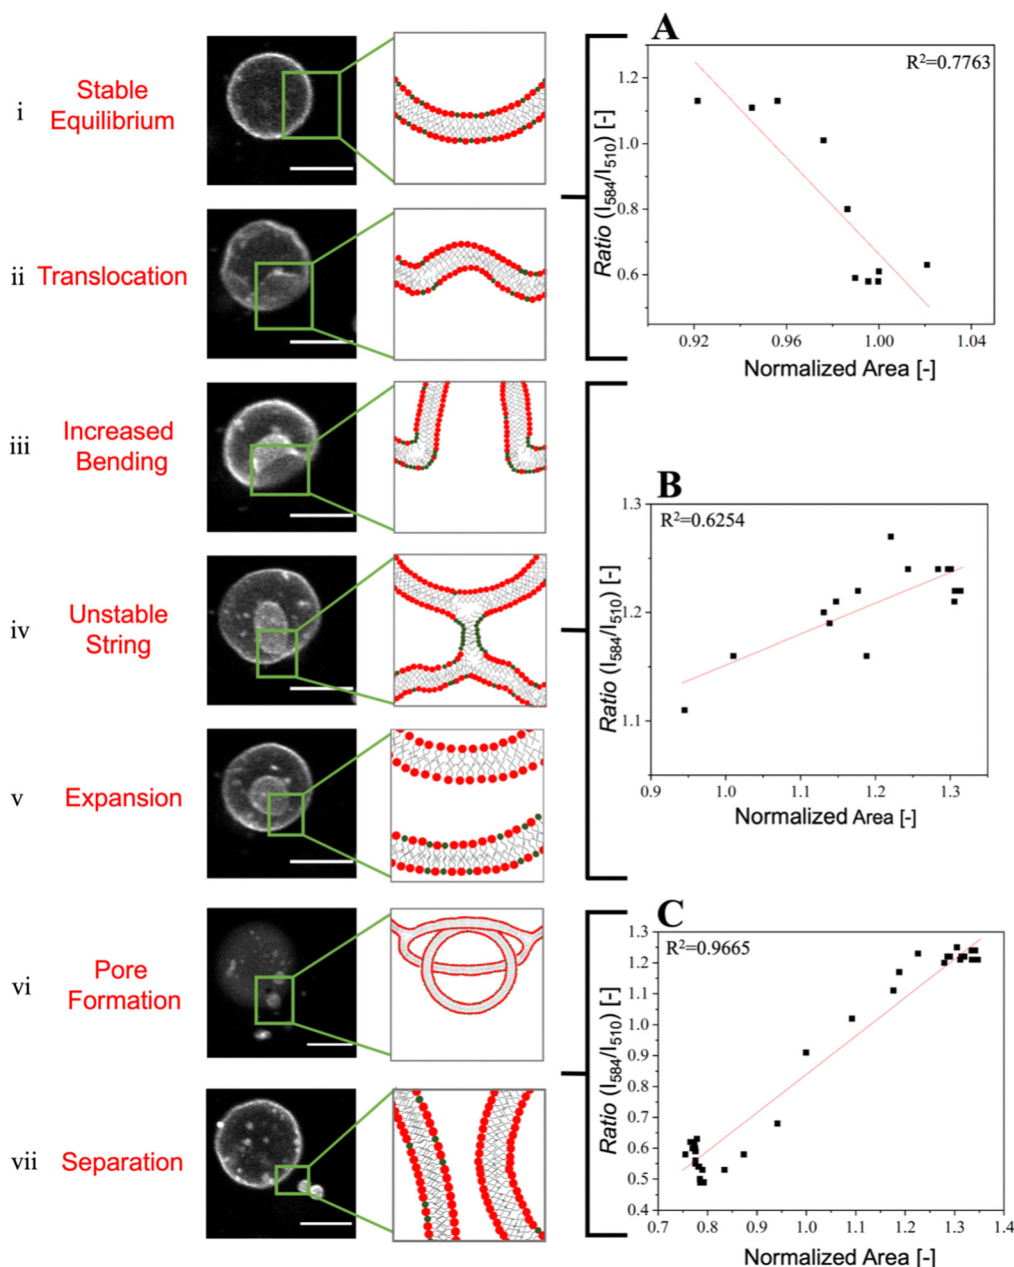 i
Stable
Equilibrium
ii
Translocation
iii
Increased
Bending
iv
Unstable
String
v
Expansion
vi
Pore
Formation
vii
Separation
A
R²=0.7763
Ratio (I₅₈₄/I₅₁₀) [-]
1.2
1.0
0.8
0.6
0.92
0.96
1.00
1.04
Normalized Area [-]
B
R²=0.6254
Ratio (I₅₈₄/I₅₁₀) [-]
1.3
1.2
1.1
0.9
1.0
1.1
1.2
1.3
Normalized Area [-]
C
R²=0.9665
Ratio (I₅₈₄/I₅₁₀) [-]
1.3
1.2
1.1
1.0
0.9
0.8
0.7
0.6
0.5
0.4
0.7
0.8
0.9
1.0
1.1
1.2
1.3
1.4
Normalized Area [-]